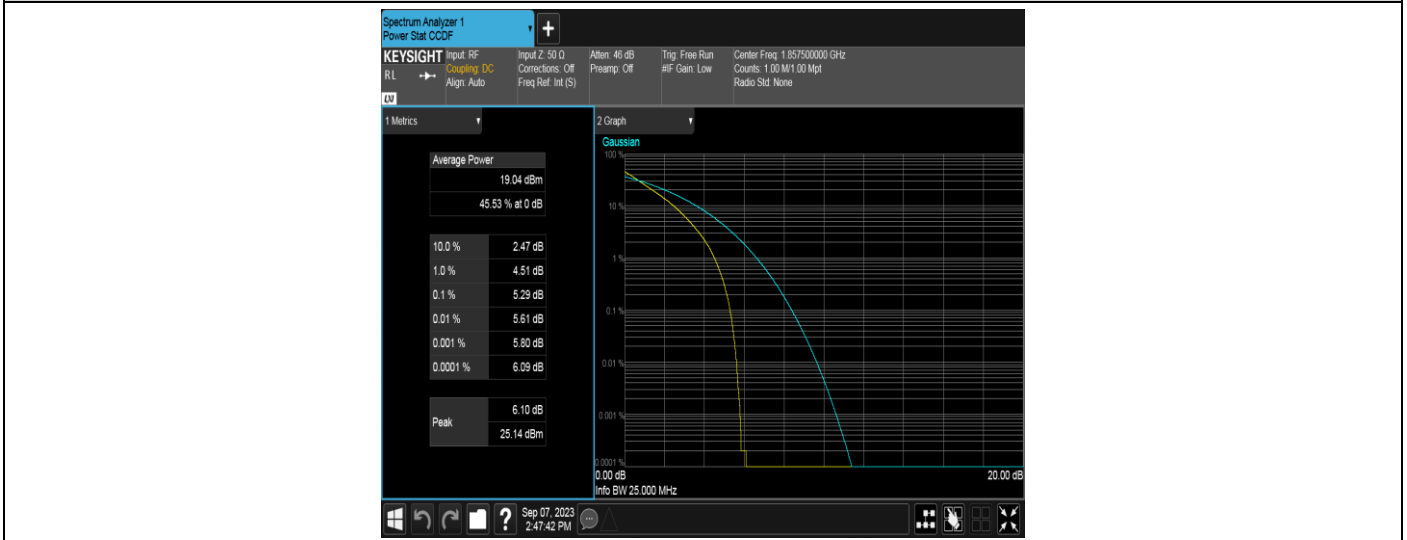 Spectrum Analyzer 1
Power Stat CCDF
+
KEYSIGHT Input: RF Input Z: 50 Ω Atten: 46 dB Trig: Free Run Center Freq: 1.857500000 GHz
RL Coupling: DC Corrections: Off Preamp: Off #IF Gain: Low Counts: 1.00 M/1.00 Mpt
Align: Auto Freq Ref: Int (S) Radio Std: None
LXI
1 Metrics
Average Power
19.04 dBm
45.53 % at 0 dB
10.0 % 2.47 dB
1.0 % 4.51 dB
0.1 % 5.29 dB
0.01 % 5.61 dB
0.001 % 5.80 dB
0.0001 % 6.09 dB
Peak 6.10 dB
25.14 dBm
2 Graph
Gaussian
100 %
10 %
1 %
0.1 %
0.01 %
0.001 %
0.0001 %
0.00 dB 20.00 dB
Info BW 25.000 MHz
? Sep 07, 2023
2:47:42 PM